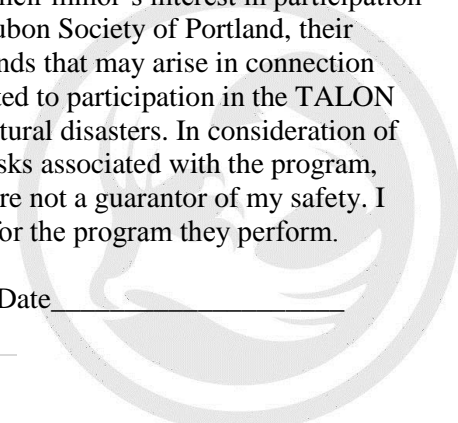 their minor's interest in participation
ubon Society of Portland, their
nds that may arise in connection
ted to participation in the TALON
tural disasters. In consideration of
sks associated with the program,
re not a guarantor of my safety. I
for the program they perform.
Date_____________________